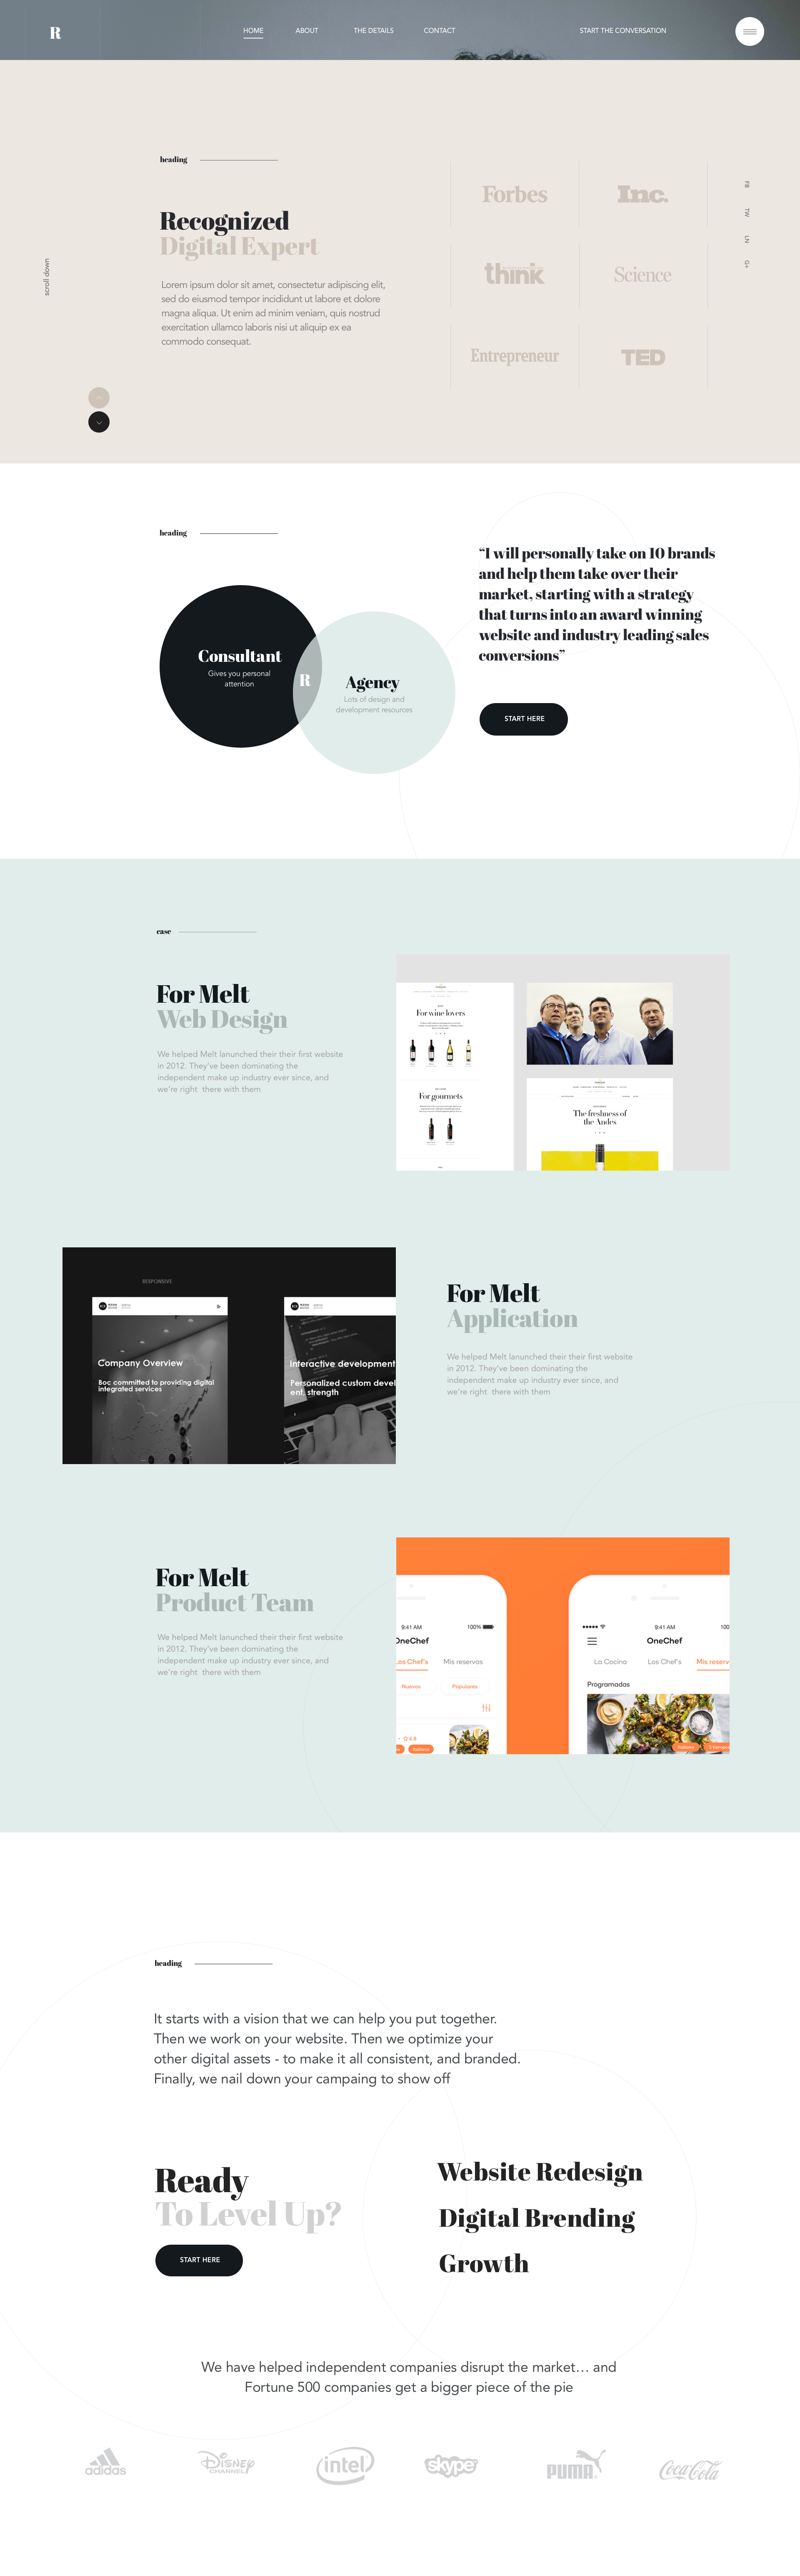 R
HOME
ABOUT
THE DETAILS
CONTACT
START THE CONVERSATION
heading
Recognized
Digital Expert
Lorem ipsum dolor sit amet, consectetur adipiscing elit,
sed do eiusmod tempor incididunt ut labore et dolore
magna aliqua. Ut enim ad minim veniam, quis nostrud
exercitation ullamco laboris nisi ut aliquip ex ea
commodo consequat.
scroll down
Forbes
Inc.
think
Science
Entrepreneur
TED
FB
TW
LN
G+
heading
Consultant
Gives you personal
attention
R
Agency
Lots of design and
development resources
“I will personally take on 10 brands
and help them take over their
market, starting with a strategy
that turns into an award winning
website and industry leading sales
conversions”
START HERE
case
For Melt
Web Design
We helped Melt lanunched their their first website
in 2012. They've been dominating the
independent make up industry ever since, and
we're right  there with them
For wine lovers
For gourmets
The freshness of
the Andes
RESPONSIVE
Company Overview
Boc committed to providing digital
integrated services
Interactive development
Personalized custom devel
ent. strength
For Melt
Application
We helped Melt lanunched their their first website
in 2012. They've been dominating the
independent make up industry ever since, and
we're right  there with them
For Melt
Product Team
We helped Melt lanunched their their first website
in 2012. They've been dominating the
independent make up industry ever since, and
we're right  there with them
9:41 AM
100%
OneChef
Los Chef's
Mis reservas
Nuevos
Populares
4.8
Italiana
9:41 AM
100
OneChef
La Cocina
Los Chef's
Mis reserv
Programadas
Italiana
heading
It starts with a vision that we can help you put together.
Then we work on your website. Then we optimize your
other digital assets - to make it all consistent, and branded.
Finally, we nail down your campaing to show off
Ready
To Level Up?
START HERE
Website Redesign
Digital Brending
Growth
We have helped independent companies disrupt the market... and
Fortune 500 companies get a bigger piece of the pie
adidas
Disney
CHANNEL
intel
skype
PUMA
Coca-Cola